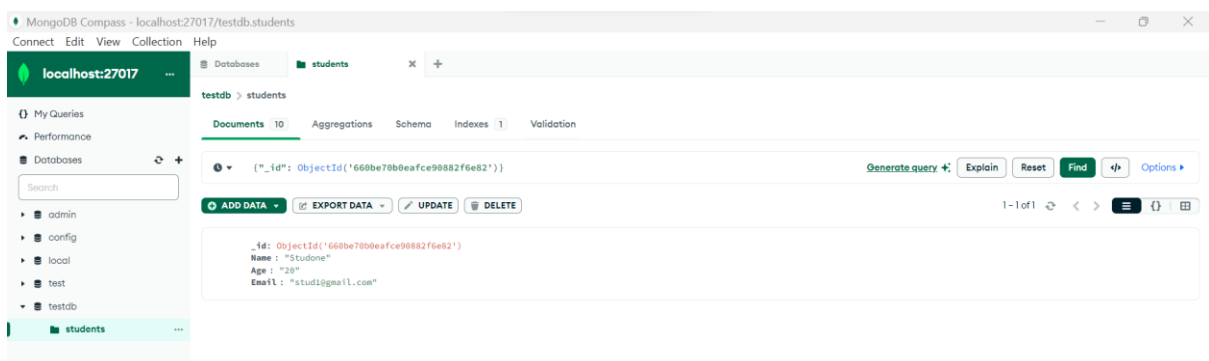 MongoDB Compass - localhost:27017/testdb.students
Connect Edit View Collection Help
localhost:27017 ...
Databases students
testdb > students
{} My Queries
Performance
Databases
Search
admin
config
local
test
testdb
students ...
Documents 10 Aggregations Schema Indexes 1 Validation
{"_id": ObjectId('660be70b0eafce90882f6e82')}
Generate query Explain Reset Find </> Options
ADD DATA EXPORT DATA UPDATE DELETE
1-1 of 1 {}
_id: ObjectId('660be70b0eafce90882f6e82')
Name : "Studone"
Age : "20"
Email : "stud1@gmail.com"